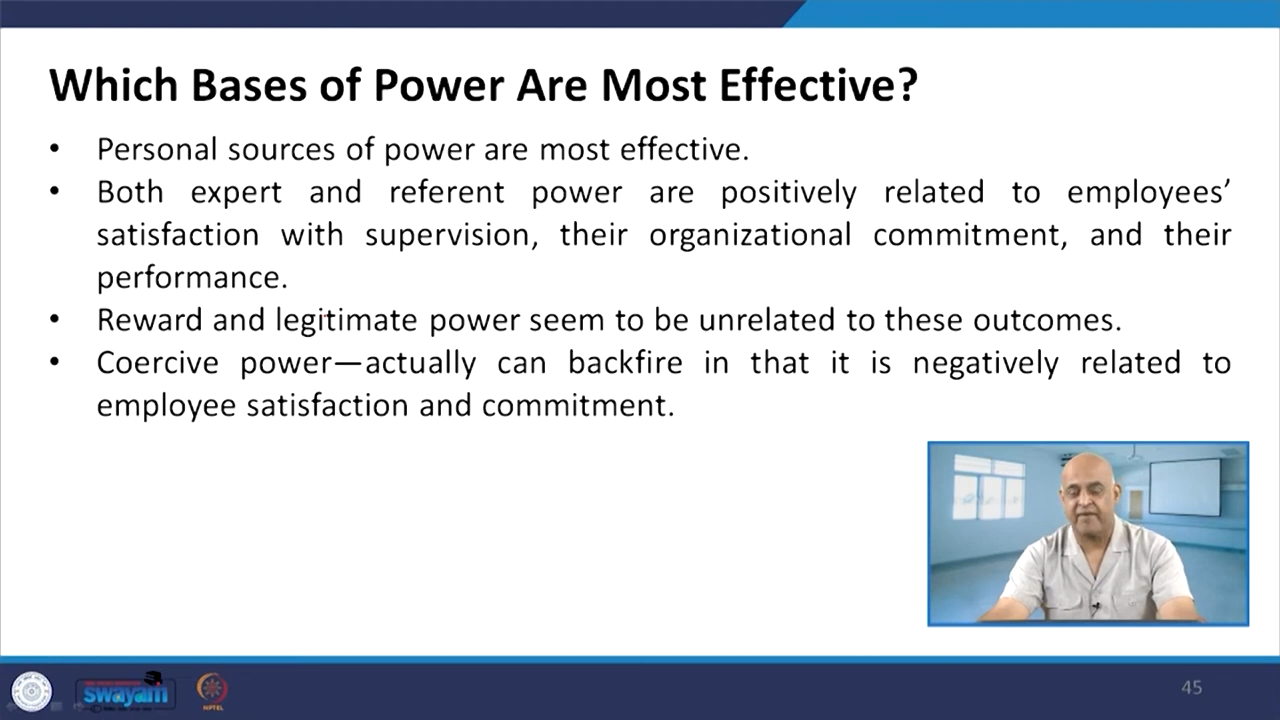 Which Bases of Power Are Most Effective?
• Personal sources of power are most effective.
• Both expert and referent power are positively related to employees’
satisfaction with supervision, their organizational commitment, and their
performance.
• Reward and legitimate power seem to be unrelated to these outcomes.
• Coercive power—actually can backfire in that it is negatively related to
employee satisfaction and commitment.
swayam
NPTEL
45